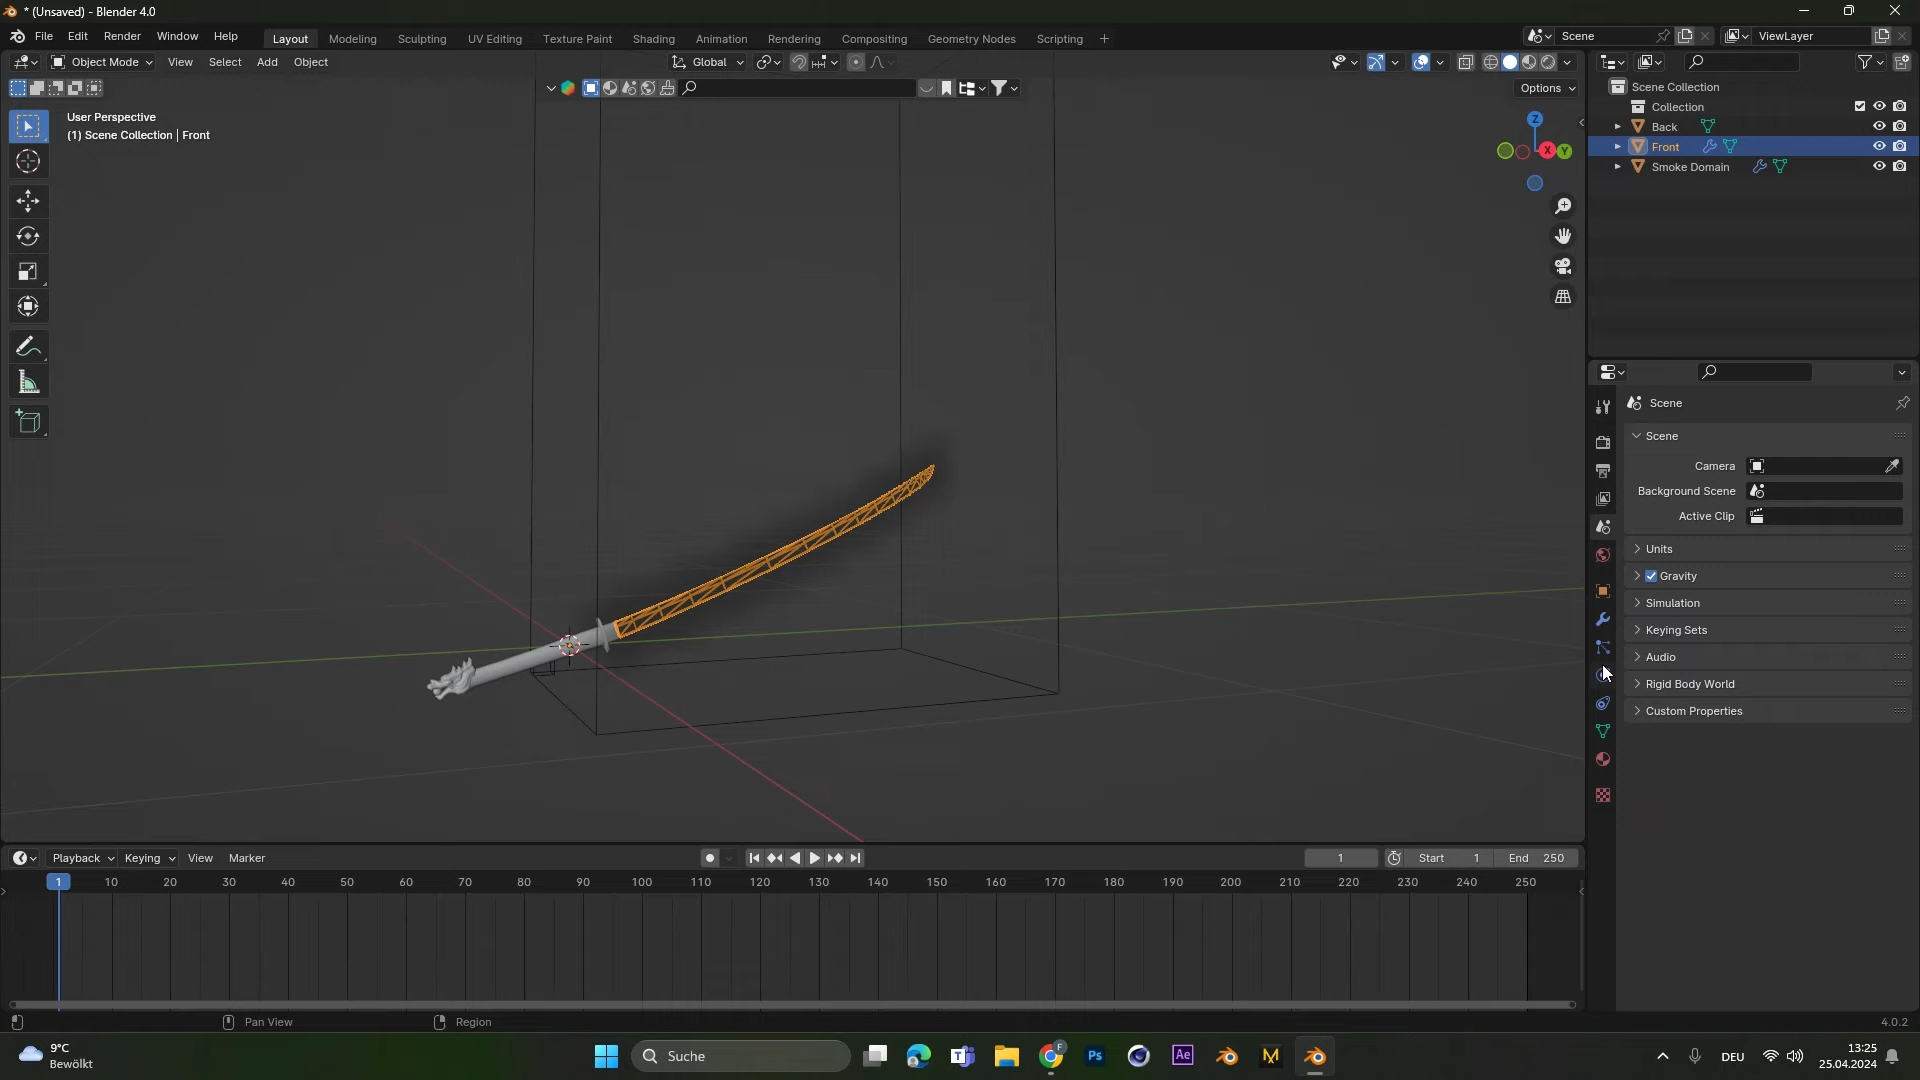 * (Unsaved) - Blender 4.0
File Edit Render Window Help Layout Modeling Sculpting UV Editing Texture Paint Shading Animation Rendering Compositing Geometry Nodes Scripting + Scene ViewLayer
Object Mode View Select Add Object Global
Options
User Perspective
(1) Scene Collection | Front
Z
X
Y
Scene Collection
Collection
Back
Front
Smoke Domain
Scene
Scene
Camera
Background Scene
Active Clip
Units
Gravity
Simulation
Keying Sets
Audio
Rigid Body World
Custom Properties
Playback Keying View Marker 1 Start 1 End 250
1 10 20 30 40 50 60 70 80 90 100 110 120 130 140 150 160 170 180 190 200 210 220 230 240 250
Pan View Region 4.0.2
9°C
Bewölkt
Suche
F
Ps
Ae
M
DEU
13:25
25.04.2024